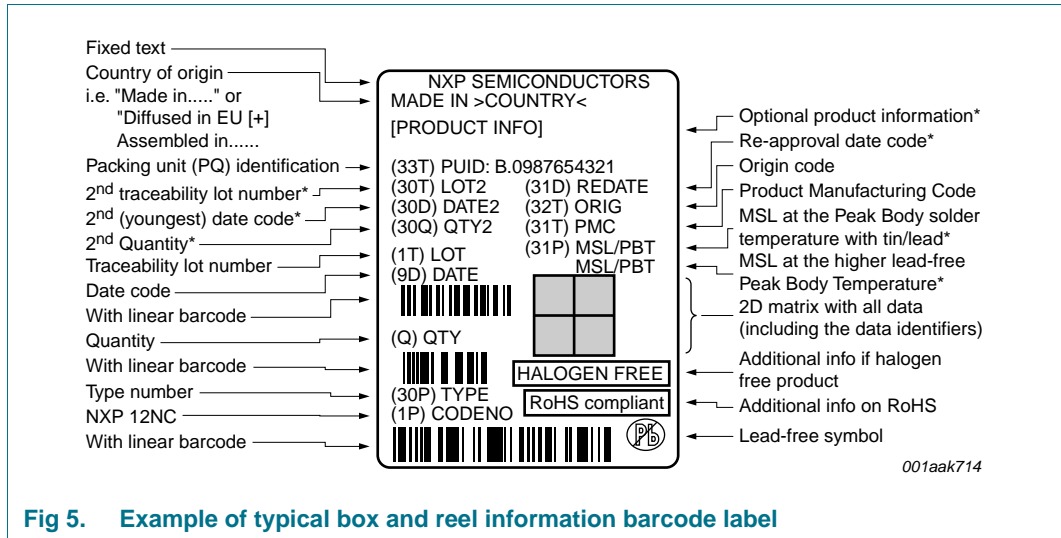 Fixed text
Country of origin
i.e. "Made in....." or
"Diffused in EU [+]
Assembled in......
Packing unit (PQ) identification
2nd traceability lot number*
2nd (youngest) date code*
2nd Quantity*
Traceability lot number
Date code
With linear barcode
Quantity
With linear barcode
Type number
NXP 12NC
With linear barcode
NXP SEMICONDUCTORS
MADE IN >COUNTRY<
[PRODUCT INFO]
(33T) PUID: B.0987654321
(30T) LOT2 (31D) REDATE
(30D) DATE2 (32T) ORIG
(30Q) QTY2 (31T) PMC
(31P) MSL/PBT
(1T) LOT
MSL/PBT
(9D) DATE
(Q) QTY
HALOGEN FREE
(30P) TYPE
RoHS compliant
(1P) CODENO
Pb
Optional product information*
Re-approval date code*
Origin code
Product Manufacturing Code
MSL at the Peak Body solder
temperature with tin/lead*
MSL at the higher lead-free
Peak Body Temperature*
2D matrix with all data
(including the data identifiers)
Additional info if halogen
free product
Additional info on RoHS
Lead-free symbol
001aak714
Fig 5. Example of typical box and reel information barcode label